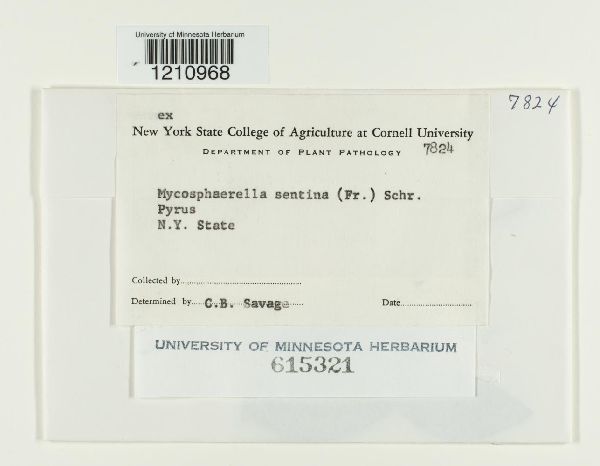 University of Minnesota Herbarium
1210968
7824
ex
New York State College of Agriculture at Cornell University
DEPARTMENT OF PLANT PATHOLOGY 7824
Mycosphaerella sentina (Fr.) Schr.
Pyrus
N.Y. State
Collected by
Determined by C.B. Savage Date
UNIVERSITY OF MINNESOTA HERBARIUM
615321